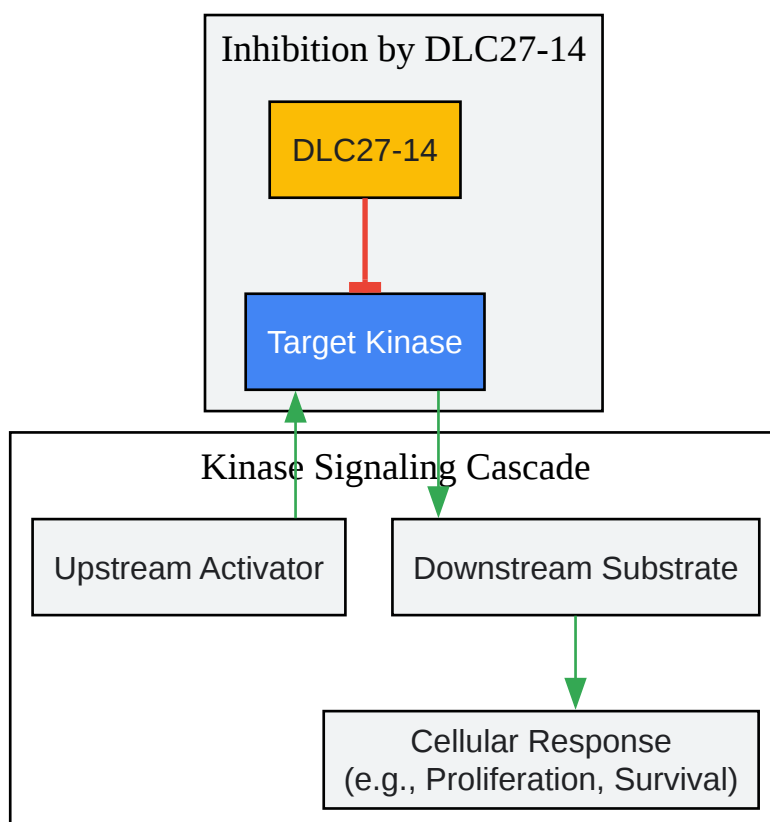 Inhibition by DLC27-14
DLC27-14
Target Kinase
Kinase Signaling Cascade
Upstream Activator
Downstream Substrate
Cellular Response
(e.g., Proliferation, Survival)